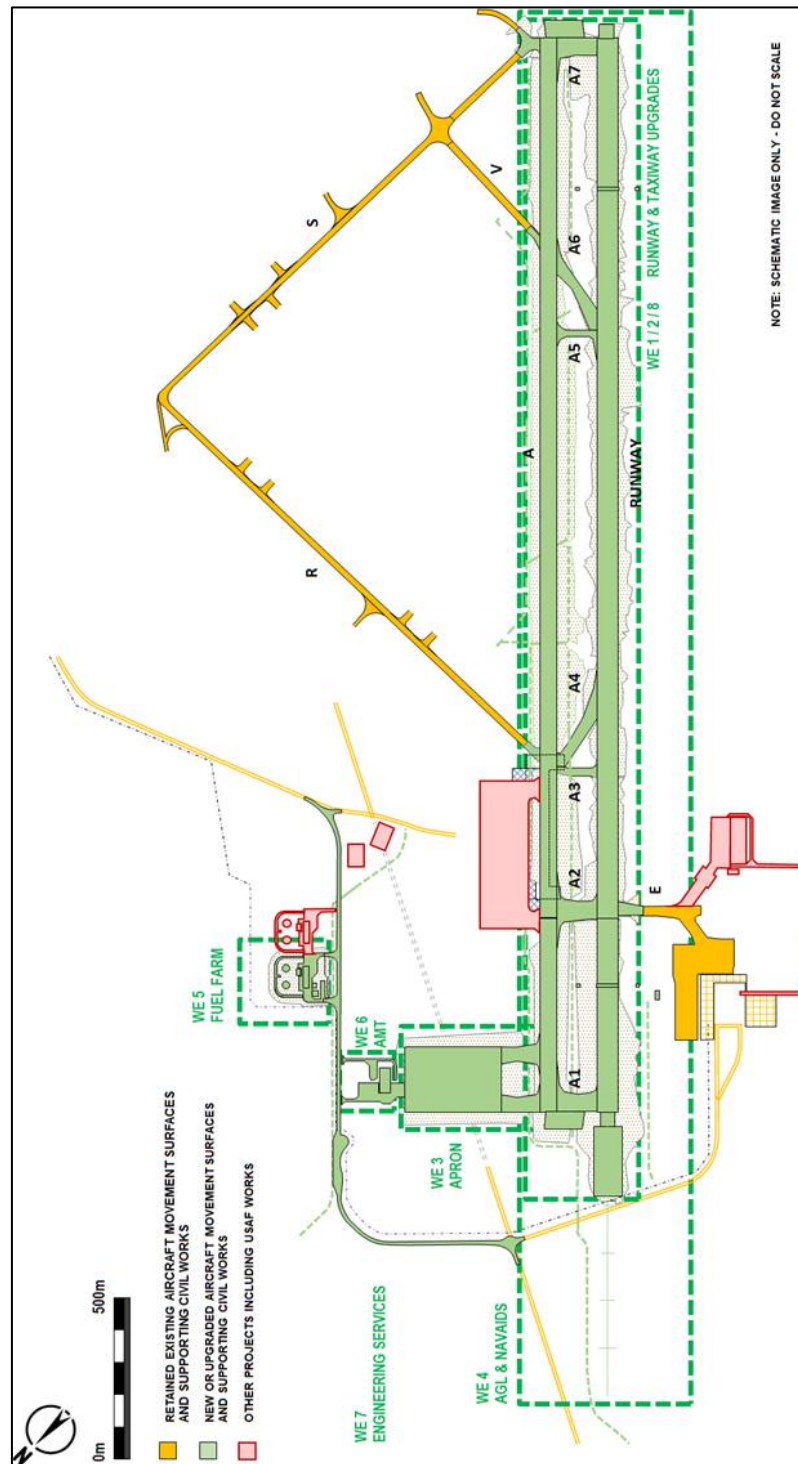 N
0m
500m
RETAINED EXISTING AIRCRAFT MOVEMENT SURFACES
AND SUPPORTING CIVIL WORKS
NEW OR UPGRADED AIRCRAFT MOVEMENT SURFACES
AND SUPPORTING CIVIL WORKS
OTHER PROJECTS INCLUDING USAF WORKS
WE 7
ENGINEERING SERVICES
WE 5
FUEL FARM
WE 6
AMT
WE 3
APRON
WE 4
AGL & NAVAIDS
R
S
V
A
A1
A2
A3
A4
A5
A6
A7
E
RUNWAY
WE 1 / 2 / 8
RUNWAY & TAXIWAY UPGRADES
NOTE: SCHEMATIC IMAGE ONLY - DO NOT SCALE